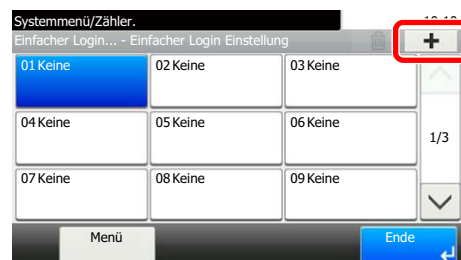 Systemmenü/Zähler.
Einfacher Login... - Einfacher Login Einstellung
01 Keine 02 Keine 03 Keine
04 Keine 05 Keine 06 Keine
1/3
07 Keine 08 Keine 09 Keine
Menü Ende